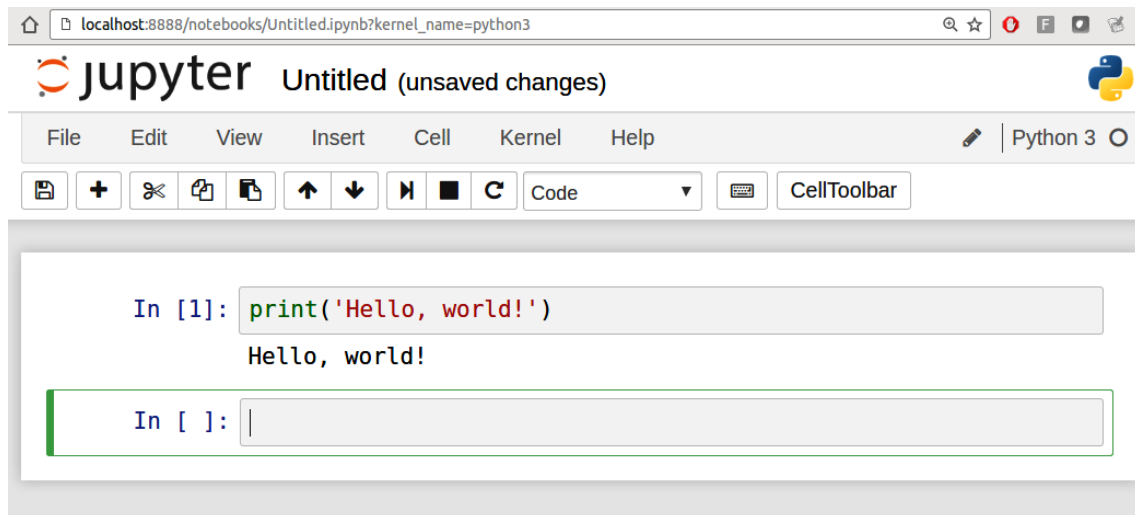 localhost:8888/notebooks/Untitled.ipynb?kernel_name=python3
jupyter Untitled (unsaved changes)
File Edit View Insert Cell Kernel Help Python 3
Code CellToolbar
In [1]: print('Hello, world!')
Hello, world!
In [ ]: